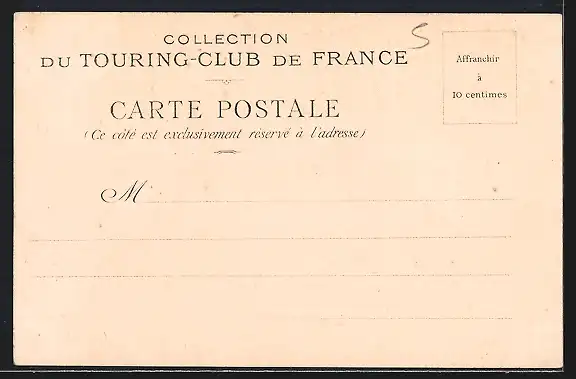 COLLECTION
DU TOURING-CLUB DE FRANCE
CARTE POSTALE
(Ce côté est exclusivement réservé à l'adresse)
M
Affranchir
à
10 centimes
S